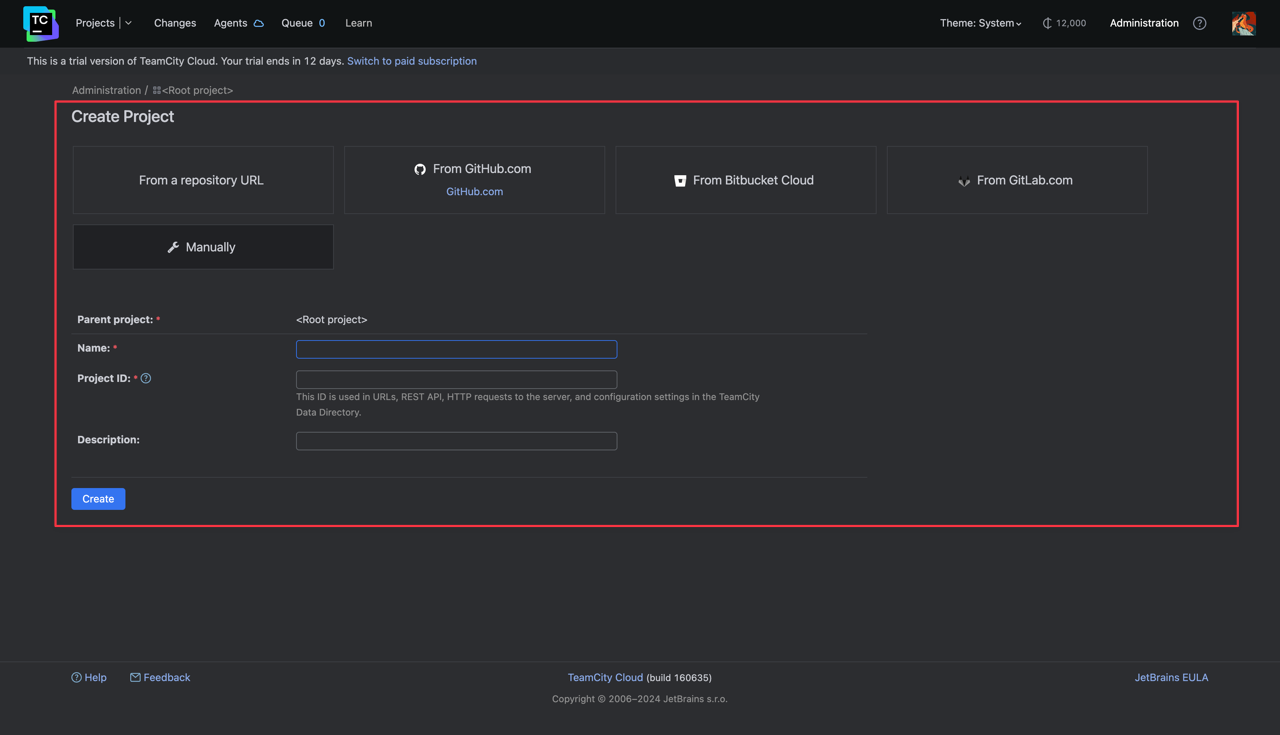 TC
Projects
Changes
Agents
Queue 0
Learn
Theme: System
12,000
Administration
?
This is a trial version of TeamCity Cloud. Your trial ends in 12 days. Switch to paid subscription
Administration / <Root project>
Create Project
From a repository URL
From GitHub.com
GitHub.com
From Bitbucket Cloud
From GitLab.com
Manually
Parent project: *
<Root project>
Name: *
Project ID: * ?
This ID is used in URLs, REST API, HTTP requests to the server, and configuration settings in the TeamCity
Data Directory.
Description:
Create
? Help
Feedback
TeamCity Cloud (build 160635)
JetBrains EULA
Copyright © 2006–2024 JetBrains s.r.o.